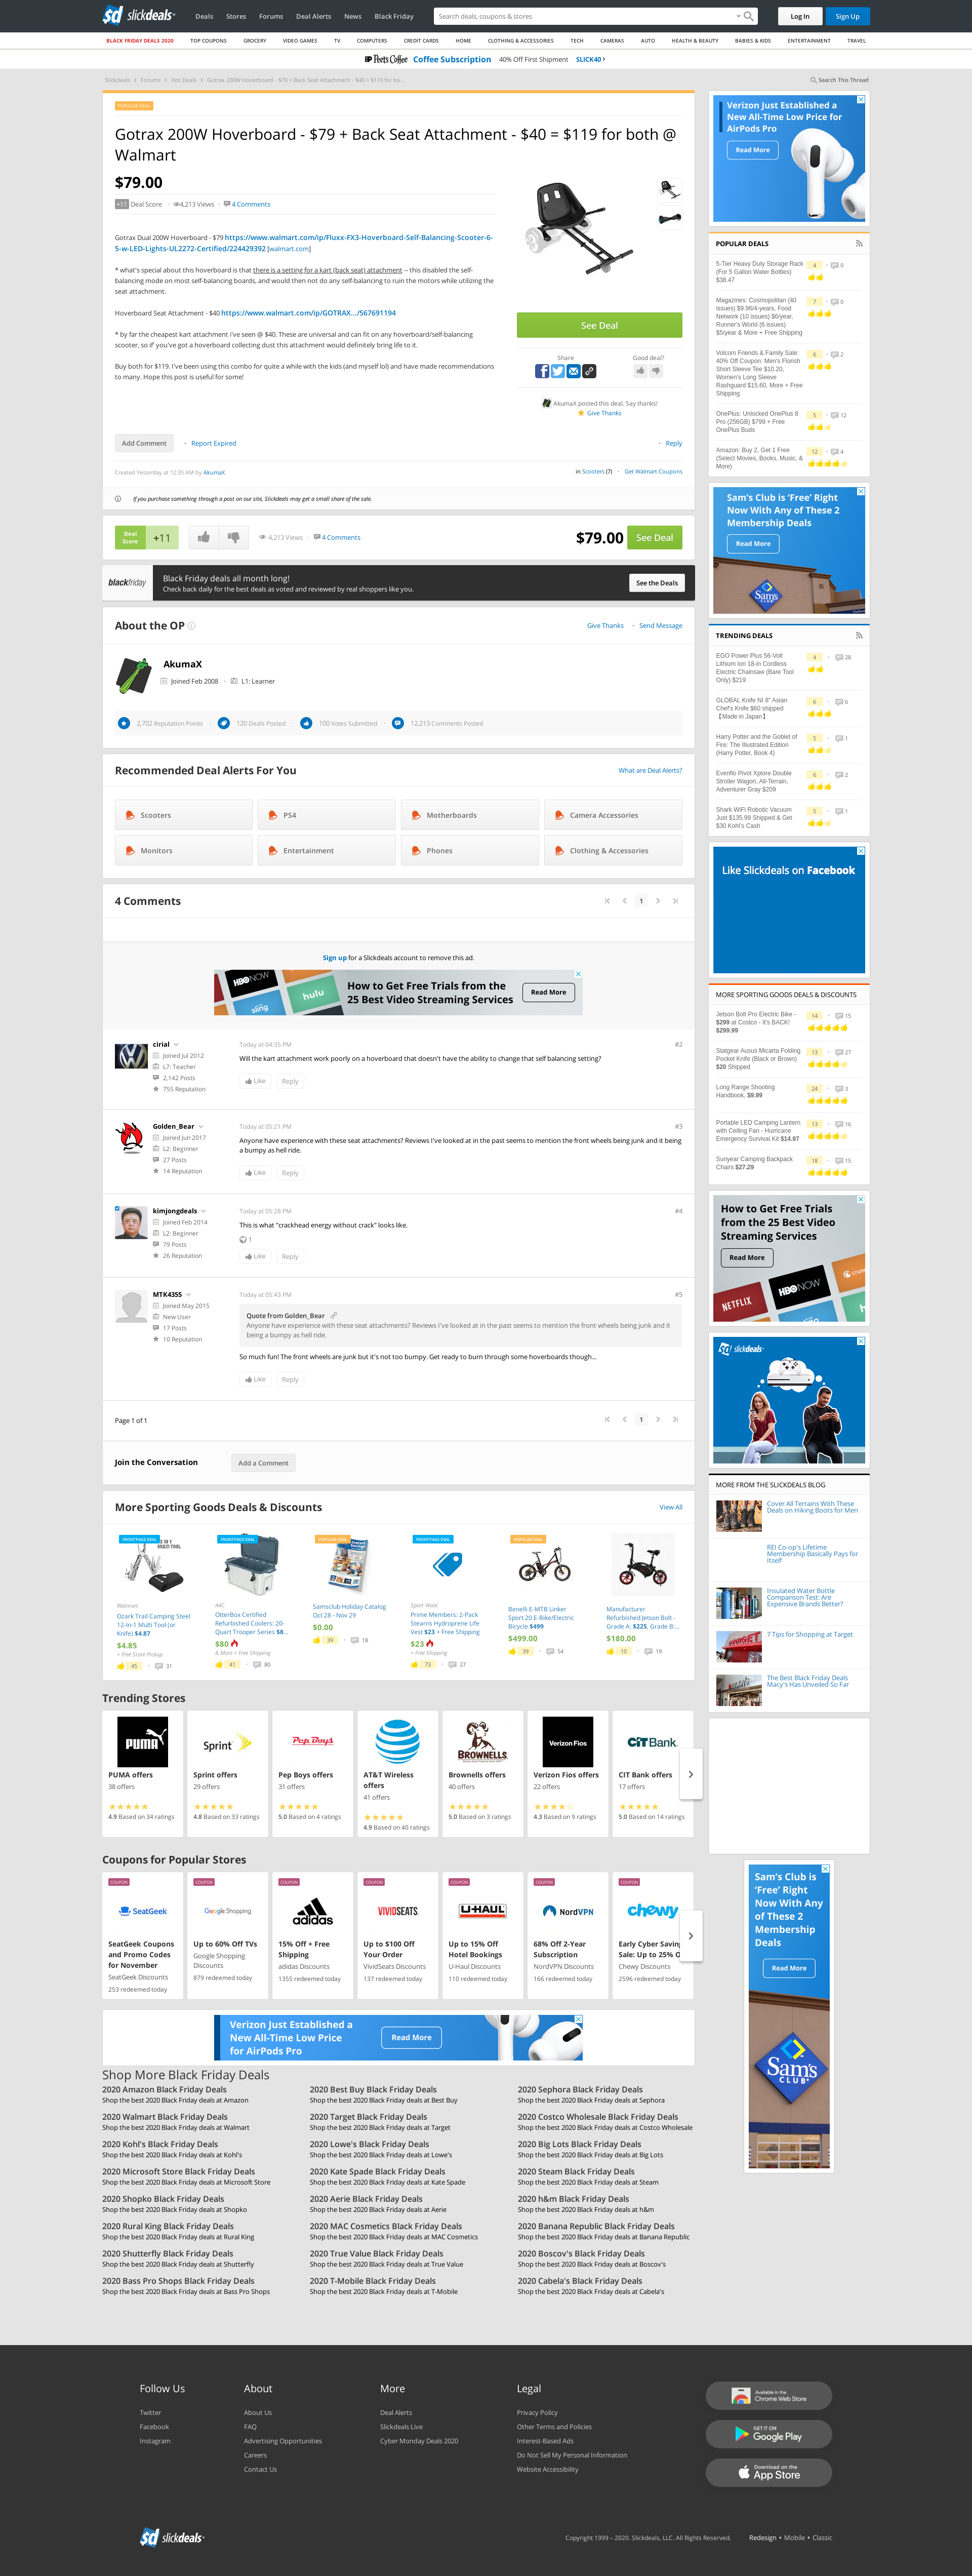 slickdeals
Deals Stores Forums Deal Alerts News Black Friday
Search deals, coupons & stores
Log In Sign Up
BLACK FRIDAY DEALS 2020 TOP COUPONS GROCERY VIDEO GAMES TV COMPUTERS CREDIT CARDS HOME CLOTHING & ACCESSORIES TECH CAMERAS AUTO HEALTH & BEAUTY BABIES & KIDS ENTERTAINMENT TRAVEL
Peet's Coffee Coffee Subscription 40% Off First Shipment SLICK40 ›
Slickdeals › Forums › Hot Deals › Gotrax 200W Hoverboard - $79 + Back Seat Attachment - $40 = $119 for bo...
Search This Thread
POPULAR DEAL
Gotrax 200W Hoverboard - $79 + Back Seat Attachment - $40 = $119 for both @
Walmart
$79.00
+11 Deal Score 4,213 Views 4 Comments
Gotrax Dual 200W Hoverboard - $79 https://www.walmart.com/ip/Fluxx-FX3-Hoverboard-Self-Balancing-Scooter-6-
5-w-LED-Lights-UL2272-Certified/224429392 [walmart.com]
* what's special about this hoverboard is that there is a setting for a kart (back seat) attachment -- this disabled the self-
balancing mode on most self-balancing boards, and would then not do any self-balancing to ruin the motors while utilizing the
seat attachment.
Hoverboard Seat Attachment - $40 https://www.walmart.com/ip/GOTRAX.../567691194
* by far the cheapest kart attachment I've seen @ $40. These are universal and can fit on any hoverboard/self-balancing
scooter, so if you've got a hoverboard collecting dust this attachment would definitely bring life to it.
Buy both for $119. I've been using this combo for quite a while with the kids (and myself lol) and have made recommendations
to many. Hope this post is useful for some!
See Deal
Share
Good deal?
AkumaX posted this deal. Say thanks!
Give Thanks
Add Comment Report Expired
Reply
Created Yesterday at 12:35 AM by AkumaX
in Scooters (7) Get Walmart Coupons
If you purchase something through a post on our site, Slickdeals may get a small share of the sale.
Deal
Score
+11
4,213 Views 4 Comments
$79.00 See Deal
blackfriday
Black Friday deals all month long!
Check back daily for the best deals as voted and reviewed by real shoppers like you.
See the Deals
About the OP
Give Thanks Send Message
AkumaX
Joined Feb 2008 L1: Learner
2,702 Reputation Points 120 Deals Posted 100 Votes Submitted 12,213 Comments Posted
Recommended Deal Alerts For You
What are Deal Alerts?
Scooters PS4 Motherboards Camera Accessories
Monitors Entertainment Phones Clothing & Accessories
4 Comments
1
Sign up for a Slickdeals account to remove this ad.
HBO NOW
sling
hulu
How to Get Free Trials from the
25 Best Video Streaming Services
Read More
cirial
Joined Jul 2012
L7: Teacher
2,142 Posts
755 Reputation
Today at 04:35 PM
#2
Will the kart attachment work poorly on a hoverboard that doesn't have the ability to change that self balancing setting?
Like Reply
Golden_Bear
Joined Jun 2017
L2: Beginner
27 Posts
14 Reputation
Today at 05:21 PM
#3
Anyone have experience with these seat attachments? Reviews I've looked at in the past seems to mention the front wheels being junk and it being
a bumpy as hell ride.
Like Reply
kimjongdeals
Joined Feb 2014
L2: Beginner
79 Posts
26 Reputation
Today at 05:28 PM
#4
This is what "crackhead energy without crack" looks like.
1
Like Reply
MTK4355
Joined May 2015
New User
17 Posts
10 Reputation
Today at 05:43 PM
#5
Quote from Golden_Bear
Anyone have experience with these seat attachments? Reviews I've looked at in the past seems to mention the front wheels being junk and it
being a bumpy as hell ride.
So much fun! The front wheels are junk but it's not too bumpy. Get ready to burn through some hoverboards though...
Like Reply
Page 1 of 1
1
Join the Conversation
Add a Comment
More Sporting Goods Deals & Discounts
View All
FRONTPAGE DEAL
Walmart
Ozark Trail Camping Steel
12-In-1 Multi Tool (or
Knife) $4.87
$4.85
+ Free Store Pickup
45 31
FRONTPAGE DEAL
A4C
OtterBox Certified
Refurbished Coolers: 20-
Quart Trooper Series $8...
$80
& More + Free Shipping
41 80
POPULAR DEAL
Samsclub Holiday Catalog
Oct 28 - Nov 29
$0.00
39 18
FRONTPAGE DEAL
Sport Woot
Prime Members: 2-Pack
Stearns Hydroprene Life
Vest $23 + Free Shipping
$23
+ Free Shipping
73 27
POPULAR DEAL
Benelli E-MTB Linker
Sport 20 E-Bike/Electric
Bicycle $499
$499.00
39 54
Manufacturer
Refurbished Jetson Bolt -
Grade A: $225, Grade B:...
$180.00
10 19
Trending Stores
PUMA
PUMA offers
38 offers
4.9 Based on 34 ratings
Sprint
Sprint offers
29 offers
4.8 Based on 33 ratings
Pep Boys
Pep Boys offers
31 offers
5.0 Based on 4 ratings
AT&T Wireless
offers
41 offers
4.9 Based on 40 ratings
BROWNELLS
Brownells offers
40 offers
5.0 Based on 3 ratings
Verizon Fios
Verizon Fios offers
22 offers
4.3 Based on 9 ratings
CIT Bank
CIT Bank offers
17 offers
5.0 Based on 14 ratings
Coupons for Popular Stores
COUPON
SeatGeek
SeatGeek Coupons
and Promo Codes
for November
SeatGeek Discounts
253 redeemed today
COUPON
Google Shopping
Up to 60% Off TVs
Google Shopping
Discounts
879 redeemed today
COUPON
adidas
15% Off + Free
Shipping
adidas Discounts
1355 redeemed today
COUPON
VIVIDSEATS
Up to $100 Off
Your Order
VividSeats Discounts
137 redeemed today
COUPON
U-HAUL
Up to 15% Off
Hotel Bookings
U-Haul Discounts
110 redeemed today
COUPON
NordVPN
68% Off 2-Year
Subscription
NordVPN Discounts
166 redeemed today
COUPON
chewy
Early Cyber Saving
Sale: Up to 25% O
Chewy Discounts
2596 redeemed today
Verizon Just Established a
New All-Time Low Price
for AirPods Pro
Read More
Shop More Black Friday Deals
2020 Amazon Black Friday Deals
Shop the best 2020 Black Friday deals at Amazon
2020 Best Buy Black Friday Deals
Shop the best 2020 Black Friday deals at Best Buy
2020 Sephora Black Friday Deals
Shop the best 2020 Black Friday deals at Sephora
2020 Walmart Black Friday Deals
Shop the best 2020 Black Friday deals at Walmart
2020 Target Black Friday Deals
Shop the best 2020 Black Friday deals at Target
2020 Costco Wholesale Black Friday Deals
Shop the best 2020 Black Friday deals at Costco Wholesale
2020 Kohl's Black Friday Deals
Shop the best 2020 Black Friday deals at Kohl's
2020 Lowe's Black Friday Deals
Shop the best 2020 Black Friday deals at Lowe's
2020 Big Lots Black Friday Deals
Shop the best 2020 Black Friday deals at Big Lots
2020 Microsoft Store Black Friday Deals
Shop the best 2020 Black Friday deals at Microsoft Store
2020 Kate Spade Black Friday Deals
Shop the best 2020 Black Friday deals at Kate Spade
2020 Steam Black Friday Deals
Shop the best 2020 Black Friday deals at Steam
2020 Shopko Black Friday Deals
Shop the best 2020 Black Friday deals at Shopko
2020 Aerie Black Friday Deals
Shop the best 2020 Black Friday deals at Aerie
2020 h&m Black Friday Deals
Shop the best 2020 Black Friday deals at h&m
2020 Rural King Black Friday Deals
Shop the best 2020 Black Friday deals at Rural King
2020 MAC Cosmetics Black Friday Deals
Shop the best 2020 Black Friday deals at MAC Cosmetics
2020 Banana Republic Black Friday Deals
Shop the best 2020 Black Friday deals at Banana Republic
2020 Shutterfly Black Friday Deals
Shop the best 2020 Black Friday deals at Shutterfly
2020 True Value Black Friday Deals
Shop the best 2020 Black Friday deals at True Value
2020 Boscov's Black Friday Deals
Shop the best 2020 Black Friday deals at Boscov's
2020 Bass Pro Shops Black Friday Deals
Shop the best 2020 Black Friday deals at Bass Pro Shops
2020 T-Mobile Black Friday Deals
Shop the best 2020 Black Friday deals at T-Mobile
2020 Cabela's Black Friday Deals
Shop the best 2020 Black Friday deals at Cabela's
Verizon Just Established a
New All-Time Low Price for
AirPods Pro
Read More
POPULAR DEALS
5-Tier Heavy Duty Storage Rack
(For 5 Gallon Water Bottles)
$38.47
4 0
Magazines: Cosmopolitan (40
issues) $9.96/4-years, Food
Network (10 issues) $6/year,
Runner's World (6 issues)
$5/year & More + Free Shipping
7 0
Volcom Friends & Family Sale:
40% Off Coupon: Men's Florish
Short Sleeve Tee $10.20,
Women's Long Sleeve
Rashguard $15.60, More + Free
Shipping
6 2
OnePlus: Unlocked OnePlus 8
Pro (256GB) $799 + Free
OnePlus Buds
5 12
Amazon: Buy 2, Get 1 Free
(Select Movies, Books, Music, &
More)
12 4
Sam's Club is 'Free' Right
Now With Any of These 2
Membership Deals
Read More
Sam's
CLUB
TRENDING DEALS
EGO Power Plus 56-Volt
Lithium Ion 18-in Cordless
Electric Chainsaw (Bare Tool
Only) $219
4 28
GLOBAL Knife NI 8" Asian
Chef's Knife $60 shipped
【Made in Japan】
6 6
Harry Potter and the Goblet of
Fire: The Illustrated Edition
(Harry Potter, Book 4)
5 1
Evenflo Pivot Xplore Double
Stroller Wagon, All-Terrain,
Adventurer Gray $209
6 2
Shark WiFi Robotic Vacuum
Just $135.99 Shipped & Get
$30 Kohl's Cash
5 1
Like Slickdeals on Facebook
MORE SPORTING GOODS DEALS & DISCOUNTS
Jetson Bolt Pro Electric Bike -
$299 at Costco - It's BACK!
$299.99
14 15
Statgear Ausus Micarta Folding
Pocket Knife (Black or Brown)
$20 Shipped
13 27
Long Range Shooting
Handbook, $9.99
24 3
Portable LED Camping Lantern
with Ceiling Fan - Hurricane
Emergency Survival Kit $14.97
13 16
Sunyear Camping Backpack
Chairs $27.29
18 15
How to Get Free Trials
from the 25 Best Video
Streaming Services
Read More
NETFLIX
HBO NOW
slickdeals
MORE FROM THE SLICKDEALS BLOG
Cover All Terrains With These
Deals on Hiking Boots for Men
REI Co-op's Lifetime
Membership Basically Pays for
Itself
Insulated Water Bottle
Comparison Test: Are
Expensive Brands Better?
7 Tips for Shopping at Target
The Best Black Friday Deals
Macy's Has Unveiled So Far
Sam's Club is
'Free' Right
Now With Any
of These 2
Membership
Deals
Read More
Sam's
CLUB
Follow Us
Twitter
Facebook
Instagram
About
About Us
FAQ
Advertising Opportunities
Careers
Contact Us
More
Deal Alerts
Slickdeals Live
Cyber Monday Deals 2020
Legal
Privacy Policy
Other Terms and Policies
Interest-Based Ads
Do Not Sell My Personal Information
Website Accessibility
Available in the
Chrome Web Store
GET IT ON
Google Play
Download on the
App Store
slickdeals
Copyright 1999 – 2020. Slickdeals, LLC. All Rights Reserved. Redesign • Mobile • Classic